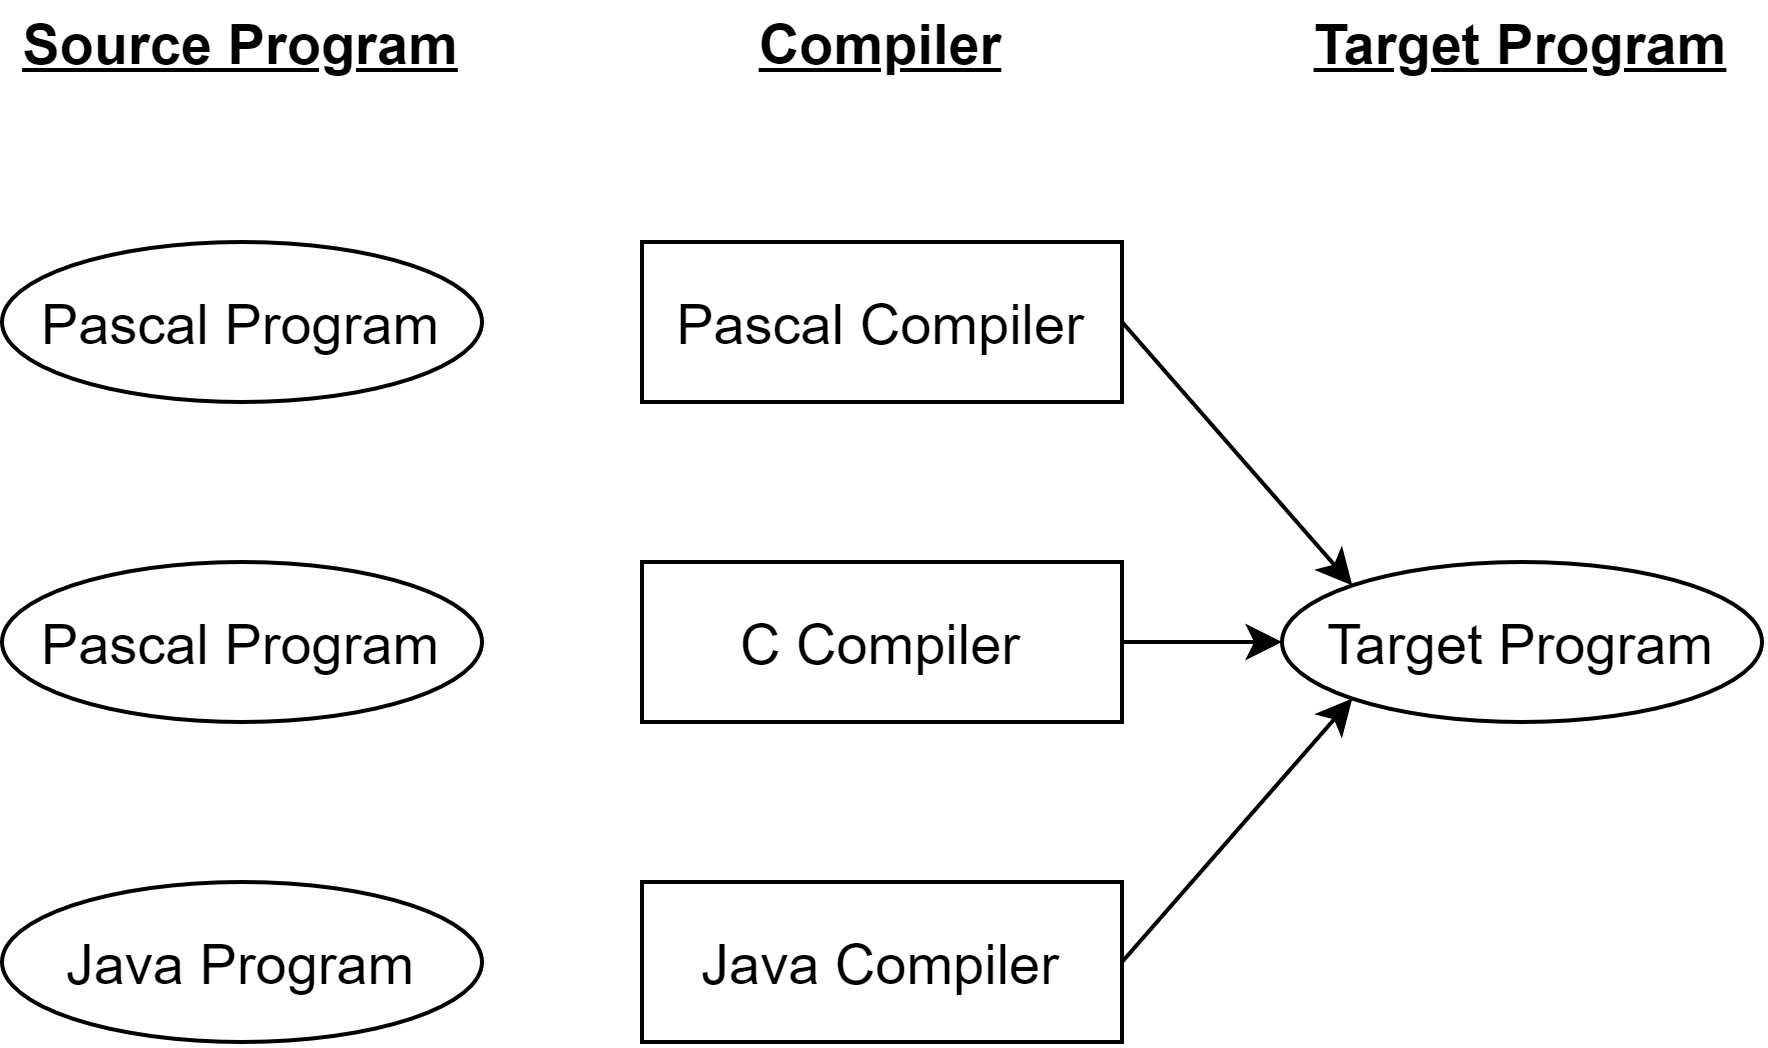 Source Program
Compiler
Target Program
Pascal Program
Pascal Compiler
Pascal Program
C Compiler
Target Program
Java Program
Java Compiler